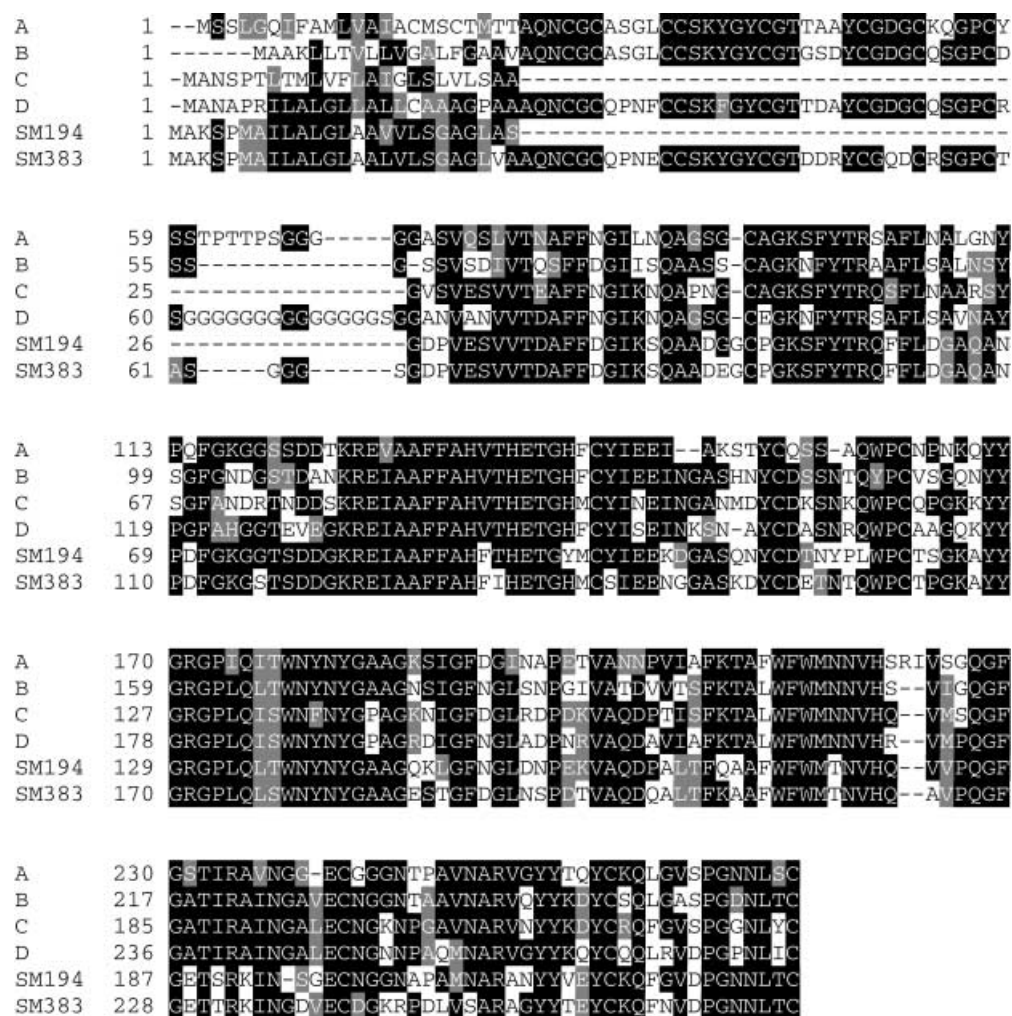 A 1 --MSSLGQIFAMLVAIACMSCTMTTAQNCGCASGLCCSKYGYCGTTAAYCGDGCKQGPCY
B 1 ------MAAKLLTVLLVGALFGAAVAQNCGCASGLCCSKYGYCGTGSDYCGDGCQSGPCD
C 1 -MANSPTLTMLVFLAIGLSLVLSAA-----------------------------------
D 1 -MANAPRILALGLLALLCAAAGPAAAQNCGCQPNFCCSKFGYCGTTDAYCGDGCQSGPCR
SM194 1 MAKSPMAILALGLAAVVLSGAGLAS-----------------------------------
SM383 1 MAKSPMAILALGLAALVLSGAGLVAAQNCGCQPNECCSKYGYCGTDDRYCGQDCRSGPCT
A 59 SSTPTTPSGGG-----GGASVQSLVTNAFFNGILNQAGSG-CAGKSFYTRSAFLNALGNY
B 55 SS--------------G-SSVSDIVTQSFFDGIISQAASS-CAGKNFYTRAAFLSALNSY
C 25 -----------------GVSVESVVTEAFFNGIKNQAPNG-CAGKSFYTRQSFLNAARSY
D 60 SGGGGGGGGGGGGGGSGGANVANVVTDAFFNGIKNQAGSG-CEGKNFYTRSAFLSAVNAY
SM194 26 -----------------GDPVESVVTDAFFDGIKSQAADGGCPGKSFYTRQFFLDGAQAN
SM383 61 AS-----GGG------SGDPVESVVTDAFFDGIKSQAADEGCPGKSFYTRQFFLDGAQAN
A 113 PQFGKGGSSDDTKREVAAFFAHVTHETGHFCYIEEI--AKSTYCQSS-AQWPCNPNKQYY
B 99 SGFGNDGSTDANKREIAAFFAHVTHETGHFCYIEEINGASHNYCDSSNTQYPCVSGQNYY
C 67 SGFANDRTNDDSKREIAAFFAHVTHETGHMCYINEINGANMDYCDKSNKQWPCQPGKKYY
D 119 PGFAHGGTEVEGKREIAAFFAHVTHETGHFCYISEINKSN-AYCDASNRQWPCAAGQKYY
SM194 69 PDFGKGGTSDDGKREIAAFFAHFTHETGYMCYIEEKDGASQNYCDTNYPLWPCTSGKAYY
SM383 110 PDFGKGSTSDDGKREIAAFFAHFIHETGHMCSIEENGGASKDYCDETNTQWPCTPGKAYY
A 170 GRGPIQITWNYNYGAAGKSIGFDGINAPETVANNPVIAFKTAFWFWMNNVHSRIVSGQGF
B 159 GRGPLQLTWNYNYGAAGNSIGFNGLSNPGIVATDVVTSFKTALWFWMNNVHS--VIGQGF
C 127 GRGPLQISWNFNYGPAGKNIGFDGLRDPDKVAQDPTISFKTALWFWMNNVHQ--VMSQGF
D 178 GRGPLQISWNYNYGPAGRDIGFNGLADPNRVAQDAVIAFKTALWFWMNNVHR--VMPQGF
SM194 129 GRGPLQLTWNYNYGAAGQKLGFNGLDNPEKVAQDPALTFQAAFWFWMTNVHQ--VVPQGF
SM383 170 GRGPLQLSWNYNYGAAGESTGFDGLNSPDTVAQDQALTFKAAFWFWMTNVHQ--AVPQGF
A 230 GSTIRAVNGG-ECGGGNTPAVNARVGYYTQYCKQLGVSPGNNLSC
B 217 GATIRAINGAVECNGGNTAAVNARVQYYKDYCSQLGASPGDNLTC
C 185 GATIRAINGALECNGKNPGAVNARVNYYKDYCRQFGVSPGGNLYC
D 236 GATIRAINGALECNGNNPAQMNARVGYYKQYCQQLRVDPGPNLIC
SM194 187 GETSRKIN-SGECNGGNAPAMNARANYYVEYCKQFGVDPGNNLTC
SM383 228 GETTRKINGDVECDGKRPDLVSARAGYYTEYCKQFNVDPGNNLTC